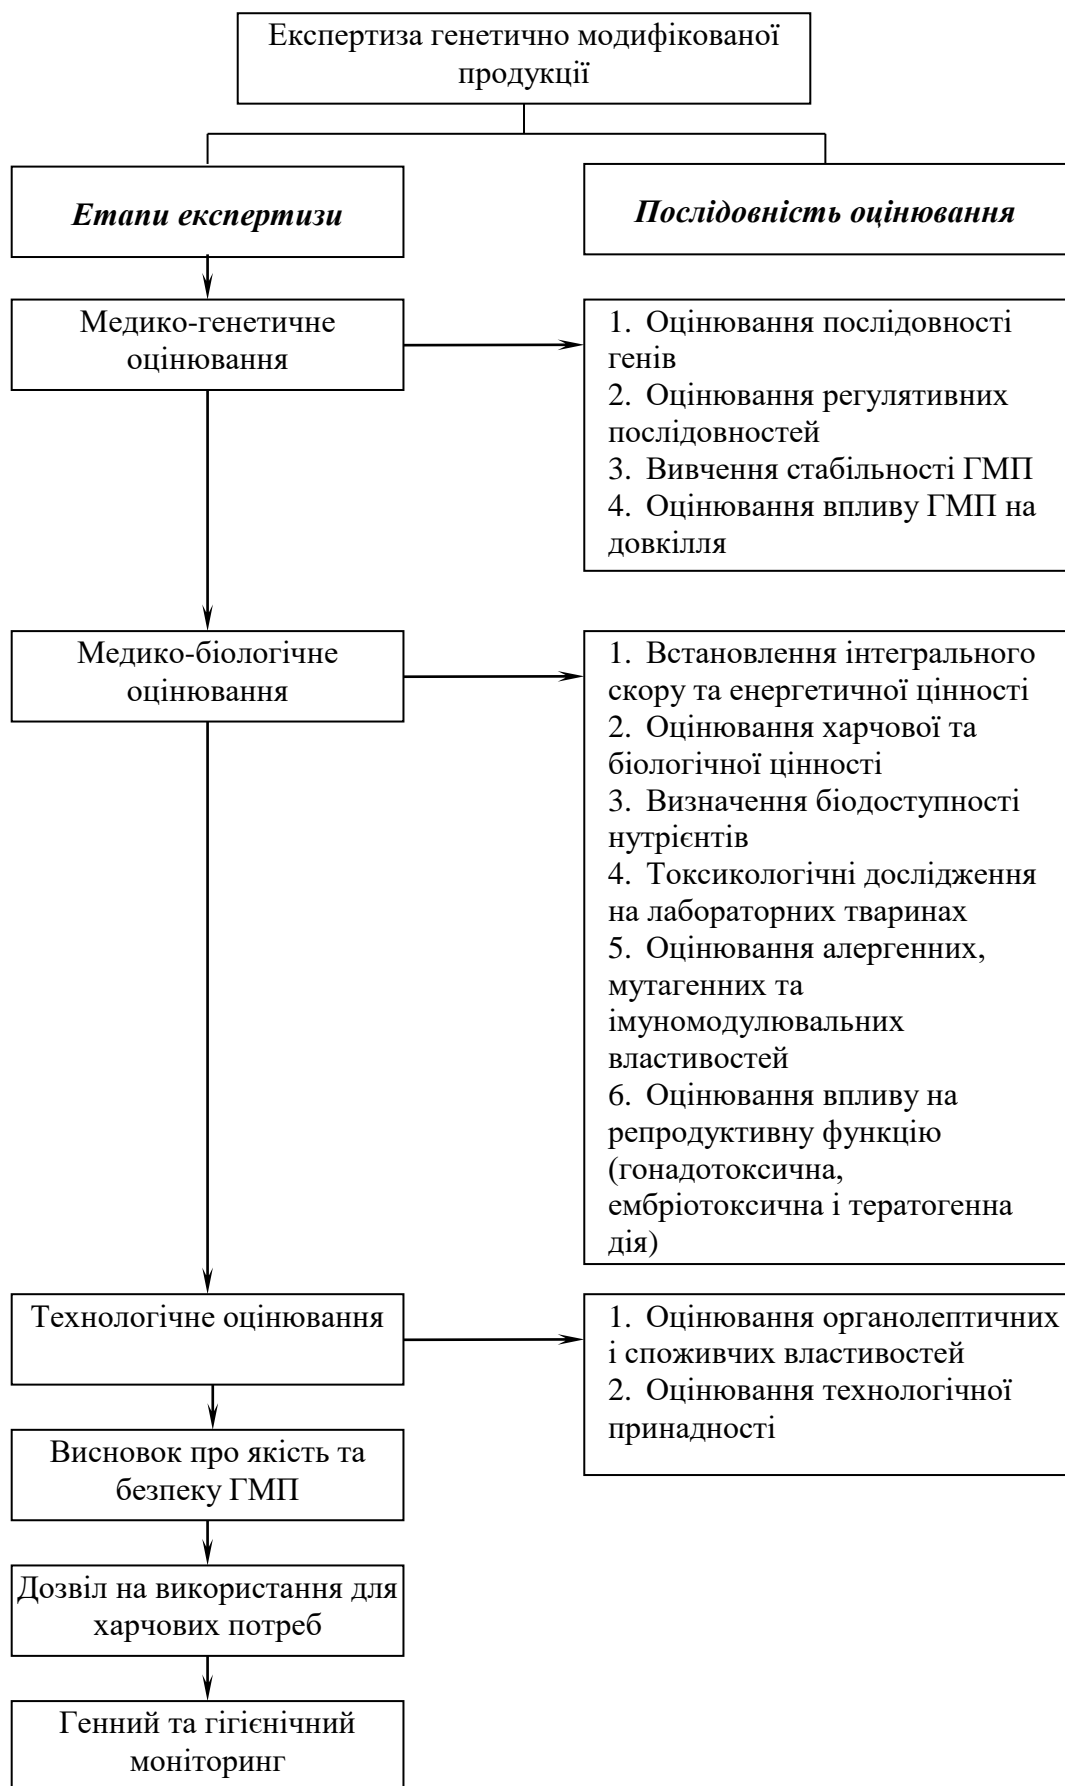 Експертиза генетично модифікованої
продукції
Етапи експертизи
Послідовність оцінювання
Медико-генетичне
оцінювання
1. Оцінювання послідовності
генів
2. Оцінювання регулятивних
послідовностей
3. Вивчення стабільності ГМП
4. Оцінювання впливу ГМП на
довкілля
Медико-біологічне
оцінювання
1. Встановлення інтегрального
скору та енергетичної цінності
2. Оцінювання харчової та
біологічної цінності
3. Визначення біодоступності
нутрієнтів
4. Токсикологічні дослідження
на лабораторних тваринах
5. Оцінювання алергенних,
мутагенних та
імуномодулювальних
властивостей
6. Оцінювання впливу на
репродуктивну функцію
(гонадотоксична,
ембріотоксична і тератогенна
дія)
Технологічне оцінювання
1. Оцінювання органолептичних
і споживчих властивостей
2. Оцінювання технологічної
принадності
Висновок про якість та
безпеку ГМП
Дозвіл на використання для
харчових потреб
Генний та гігієнічний
моніторинг